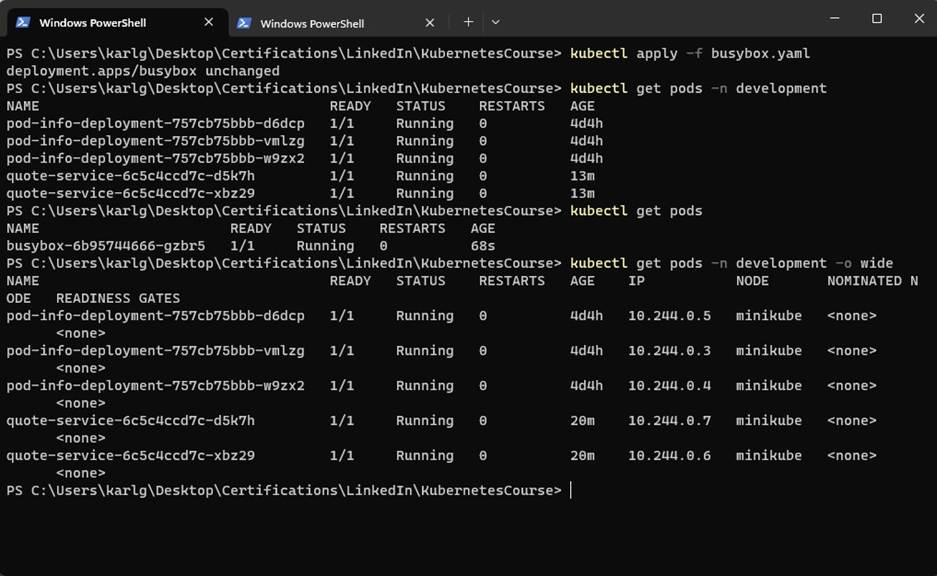 Windows PowerShell
Windows PowerShell
PS C:\Users\karlg\Desktop\Certifications\LinkedIn\KubernetesCourse> kubectl apply -f busybox.yaml
deployment.apps/busybox unchanged
PS C:\Users\karlg\Desktop\Certifications\LinkedIn\KubernetesCourse> kubectl get pods -n development
NAME READY STATUS RESTARTS AGE
pod-info-deployment-757cb75bbb-d6dcp 1/1 Running 0 4d4h
pod-info-deployment-757cb75bbb-vmlzg 1/1 Running 0 4d4h
pod-info-deployment-757cb75bbb-w9zx2 1/1 Running 0 4d4h
quote-service-6c5c4ccd7c-d5k7h 1/1 Running 0 13m
quote-service-6c5c4ccd7c-xbz29 1/1 Running 0 13m
PS C:\Users\karlg\Desktop\Certifications\LinkedIn\KubernetesCourse> kubectl get pods
NAME READY STATUS RESTARTS AGE
busybox-6b95744666-gzbr5 1/1 Running 0 68s
PS C:\Users\karlg\Desktop\Certifications\LinkedIn\KubernetesCourse> kubectl get pods -n development -o wide
NAME READY STATUS RESTARTS AGE IP NODE NOMINATED N
ODE READINESS GATES
pod-info-deployment-757cb75bbb-d6dcp 1/1 Running 0 4d4h 10.244.0.5 minikube <none>
<none>
pod-info-deployment-757cb75bbb-vmlzg 1/1 Running 0 4d4h 10.244.0.3 minikube <none>
<none>
pod-info-deployment-757cb75bbb-w9zx2 1/1 Running 0 4d4h 10.244.0.4 minikube <none>
<none>
quote-service-6c5c4ccd7c-d5k7h 1/1 Running 0 20m 10.244.0.7 minikube <none>
<none>
quote-service-6c5c4ccd7c-xbz29 1/1 Running 0 20m 10.244.0.6 minikube <none>
<none>
PS C:\Users\karlg\Desktop\Certifications\LinkedIn\KubernetesCourse>